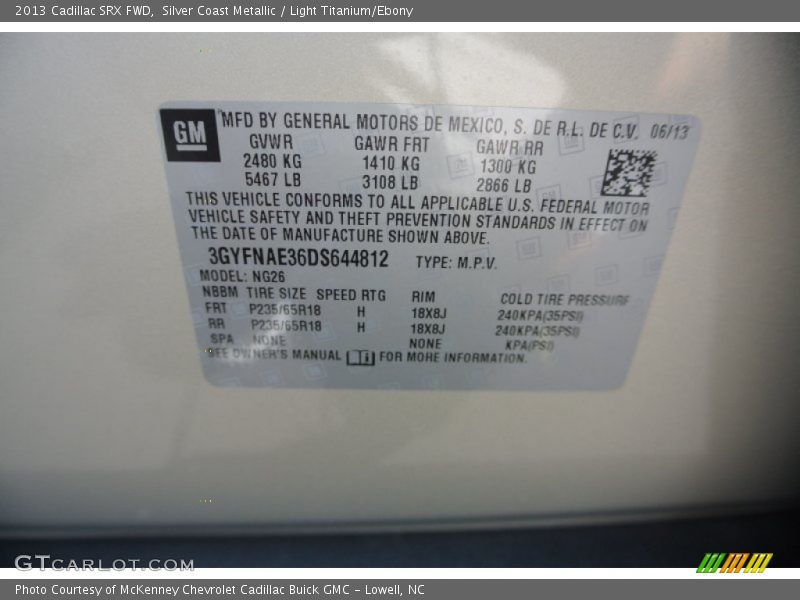 2013 Cadillac SRX FWD, Silver Coast Metallic / Light Titanium/Ebony
GM
MFD BY GENERAL MOTORS DE MEXICO, S. DE R.L. DE C.V. 06/13
GVWR GAWR FRT GAWR RR
2480 KG 1410 KG 1300 KG
5467 LB 3108 LB 2866 LB
THIS VEHICLE CONFORMS TO ALL APPLICABLE U.S. FEDERAL MOTOR
VEHICLE SAFETY AND THEFT PREVENTION STANDARDS IN EFFECT ON
THE DATE OF MANUFACTURE SHOWN ABOVE.
3GYFNAE36DS644812 TYPE: M.P.V.
MODEL: NG26
NBBM TIRE SIZE SPEED RTG RIM COLD TIRE PRESSURE
FRT P235/65R18 H 18X8J 240KPA(35PSI)
RR P235/65R18 H 18X8J 240KPA(35PSI)
SPA NONE NONE KPA(PSI)
SEE OWNER'S MANUAL FOR MORE INFORMATION.
GTCARLOT.COM
Photo Courtesy of McKenney Chevrolet Cadillac Buick GMC - Lowell, NC